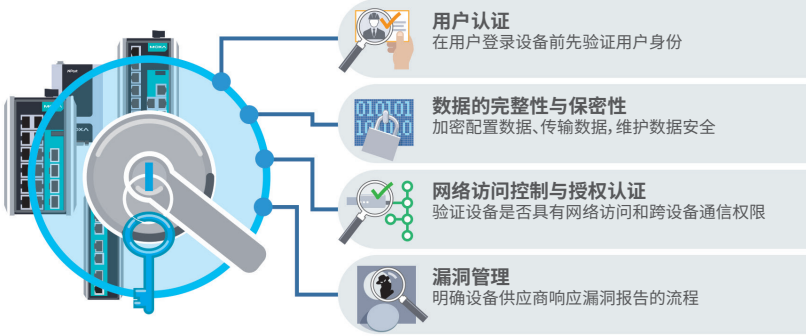 用户认证
在用户登录设备前先验证用户身份
数据的完整性与保密性
加密配置数据、传输数据, 维护数据安全
网络访问控制与授权认证
验证设备是否具有网络访问和跨设备通信权限
漏洞管理
明确设备供应商响应漏洞报告的流程
MOXA
010101